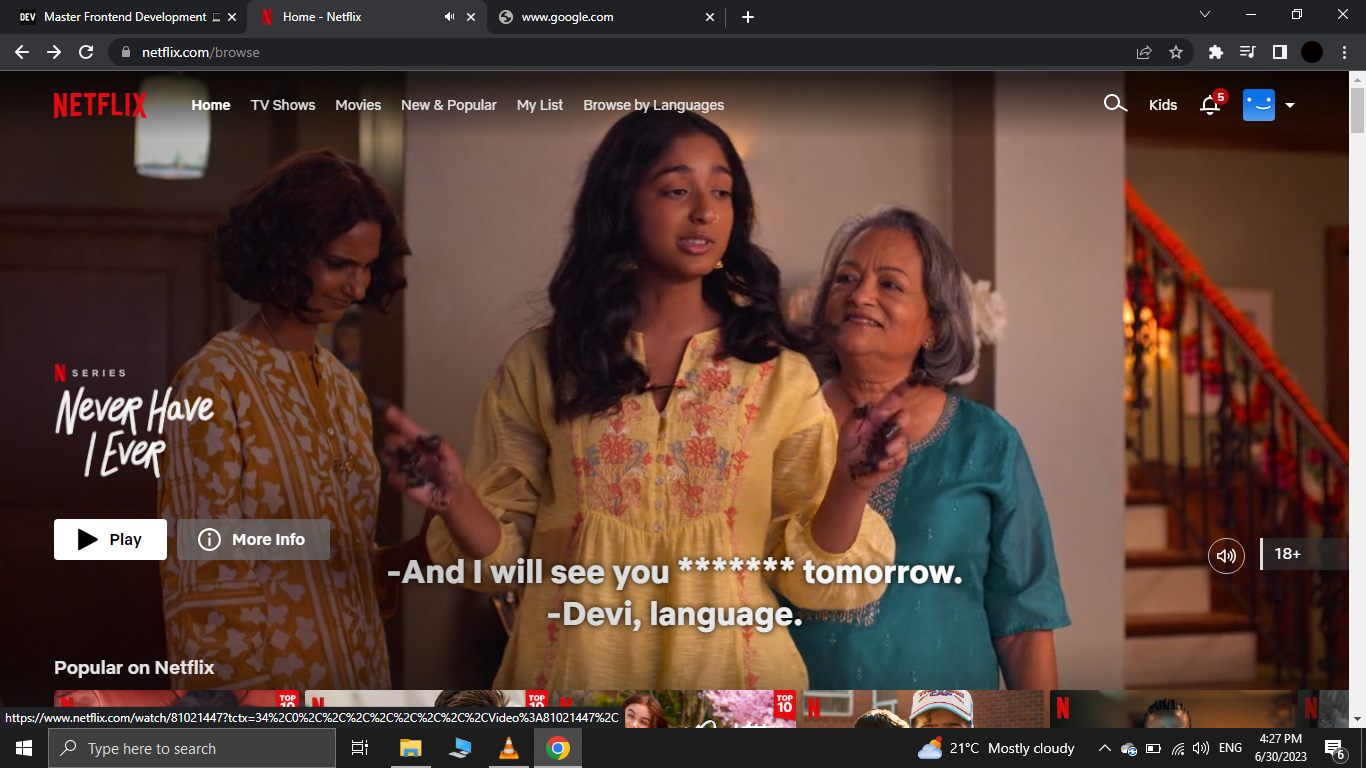 DEV Master Frontend Development
Home - Netflix
www.google.com
netflix.com/browse
NETFLIX
Home
TV Shows
Movies
New & Popular
My List
Browse by Languages
Kids
5
N SERIES
NEVER HAVE
I EVER
Play
More Info
18+
-And I will see you ******* tomorrow.
-Devi, language.
Popular on Netflix
TOP
10
TOP
10
TOP
10
https://www.netflix.com/watch/81021447?tctx=34%2C0%2C%2C%2C%2C%2C%2C%2C%2CVideo%3A81021447%2C
Type here to search
21°C Mostly cloudy
ENG
4:27 PM
6/30/2023
6